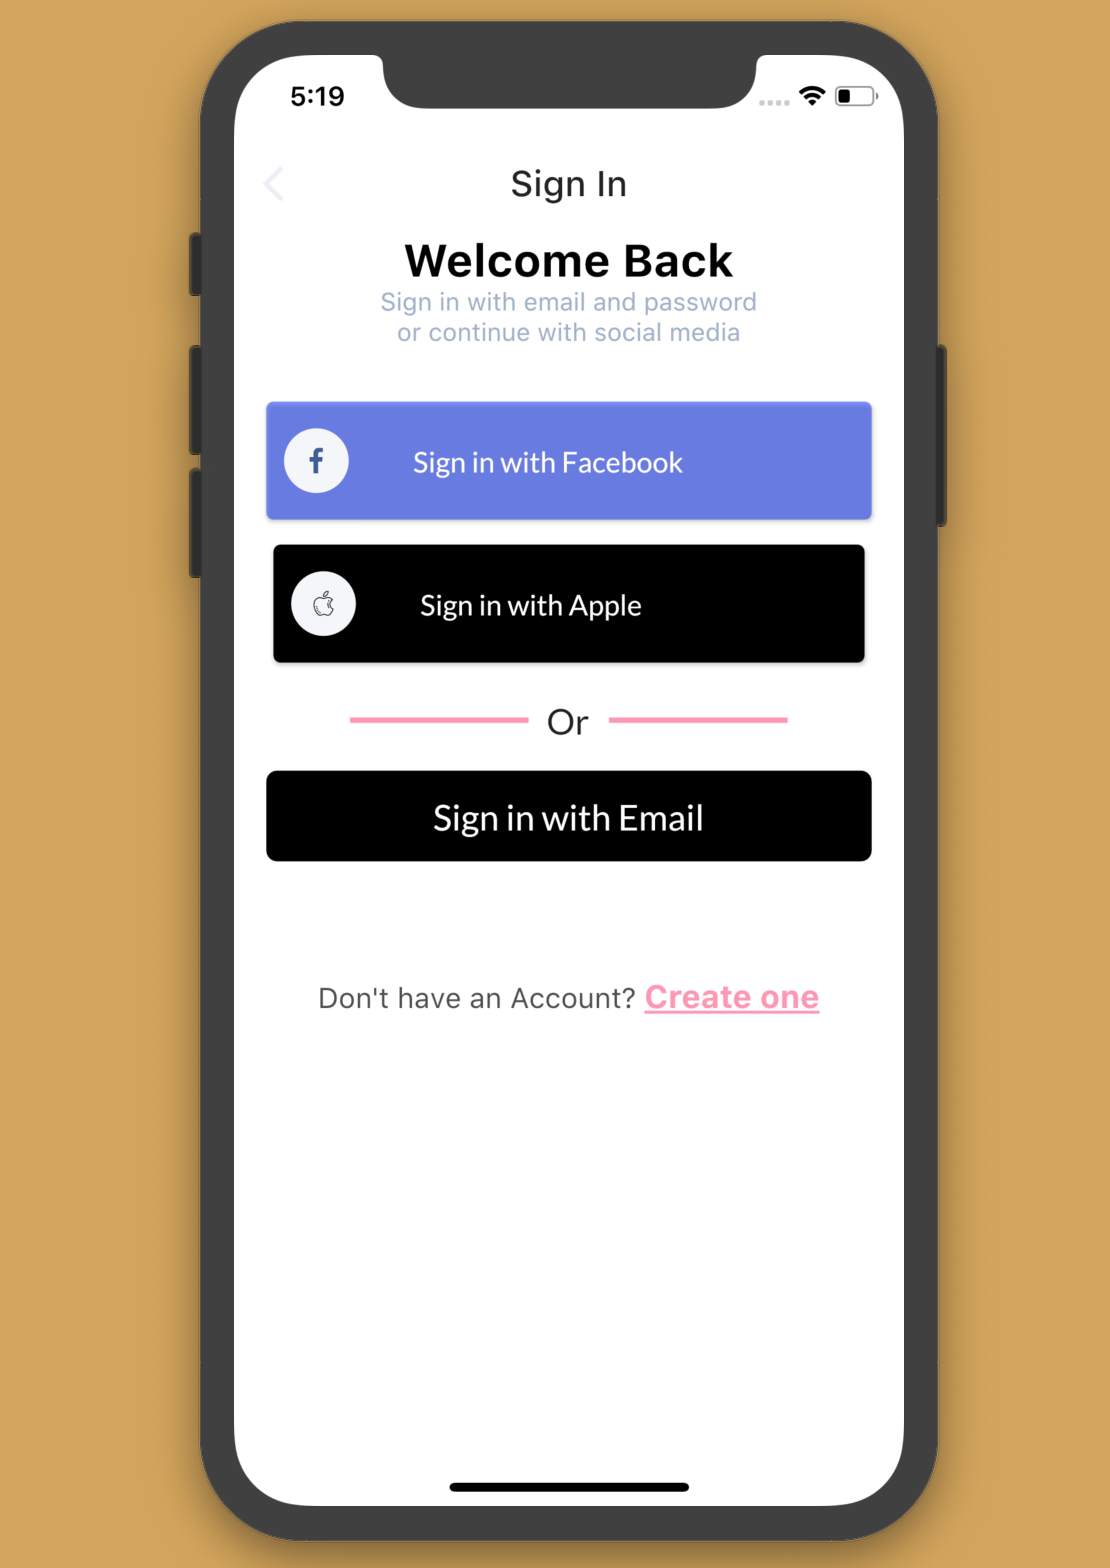 5:19
Sign In
Welcome Back
Sign in with email and password
or continue with social media
Sign in with Facebook
Sign in with Apple
Or
Sign in with Email
Don't have an Account? Create one